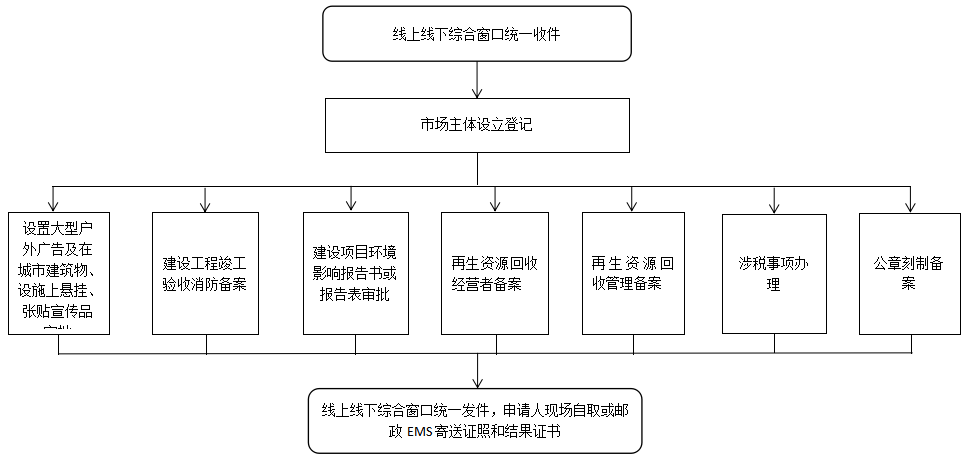 线上线下综合窗口统一收件
市场主体设立登记
设置大型户
外广告及在
城市建筑物、
设施上悬挂、
张贴宣传品
建设工程竣工
验收消防备案
建设项目环境
影响报告书或
报告表审批
再生资源回收
经营者备案
再生资源回
收管理备案
涉税事项办
理
公章刻制备
案
线上线下综合窗口统一发件，申请人现场自取或邮
政 EMS 寄送证照和结果证书